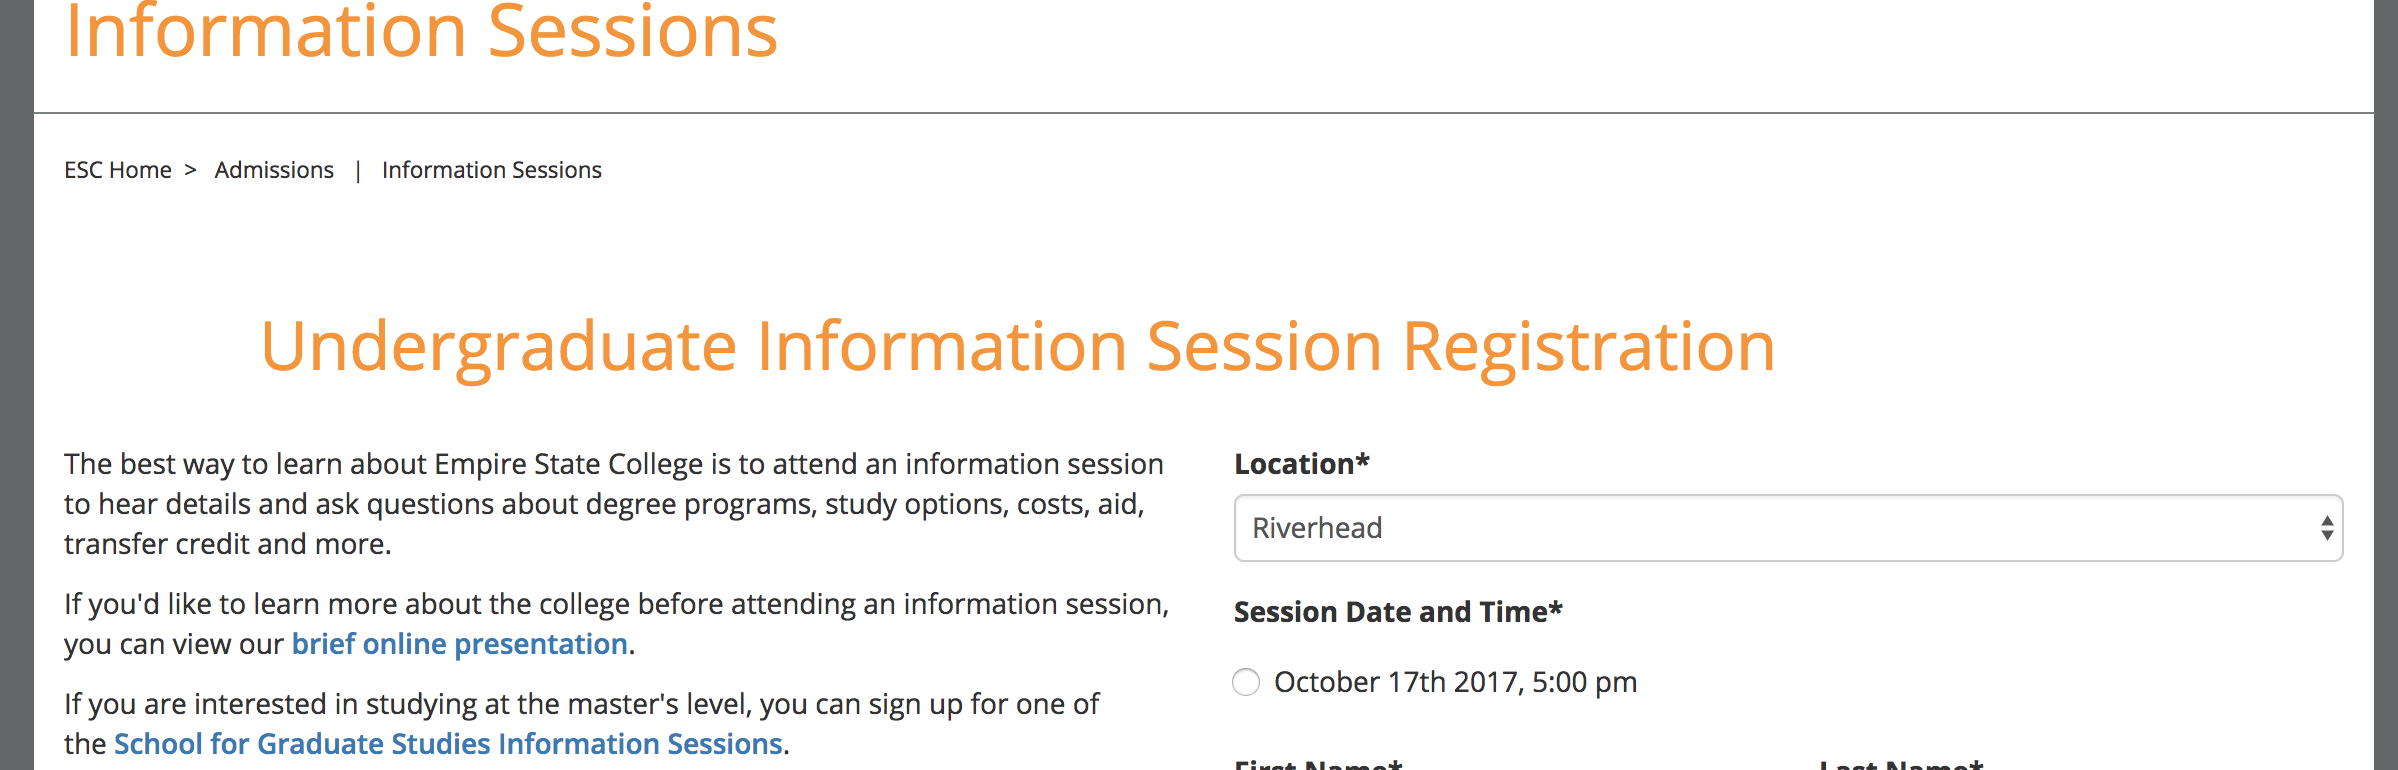 Information Sessions
ESC Home > Admissions | Information Sessions
Undergraduate Information Session Registration
The best way to learn about Empire State College is to attend an information session
to hear details and ask questions about degree programs, study options, costs, aid,
transfer credit and more.
If you'd like to learn more about the college before attending an information session,
you can view our brief online presentation.
If you are interested in studying at the master's level, you can sign up for one of
the School for Graduate Studies Information Sessions.
Location*
Riverhead
Session Date and Time*
October 17th 2017, 5:00 pm
First Name* Last Name*